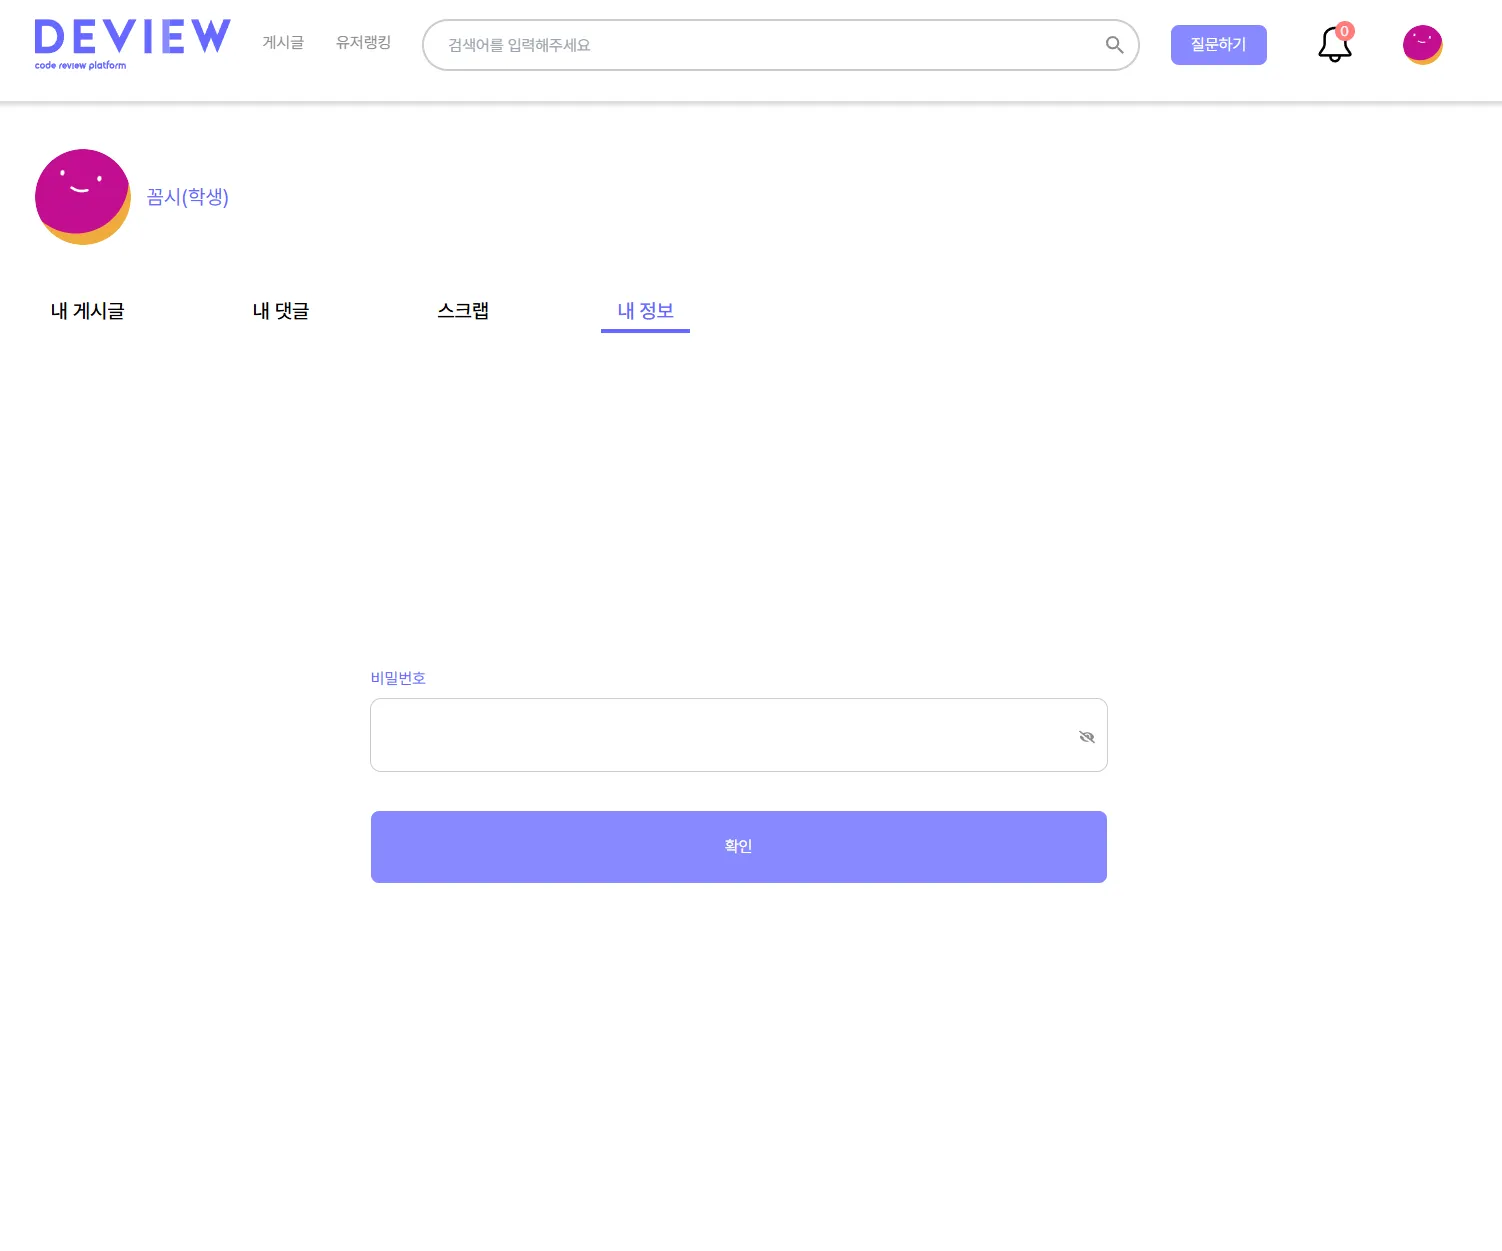 DEVIEW
code review platform
게시글
유저랭킹
검색어를 입력해주세요
질문하기
0
꼼시(학생)
내 게시글
내 댓글
스크랩
내 정보
비밀번호
확인